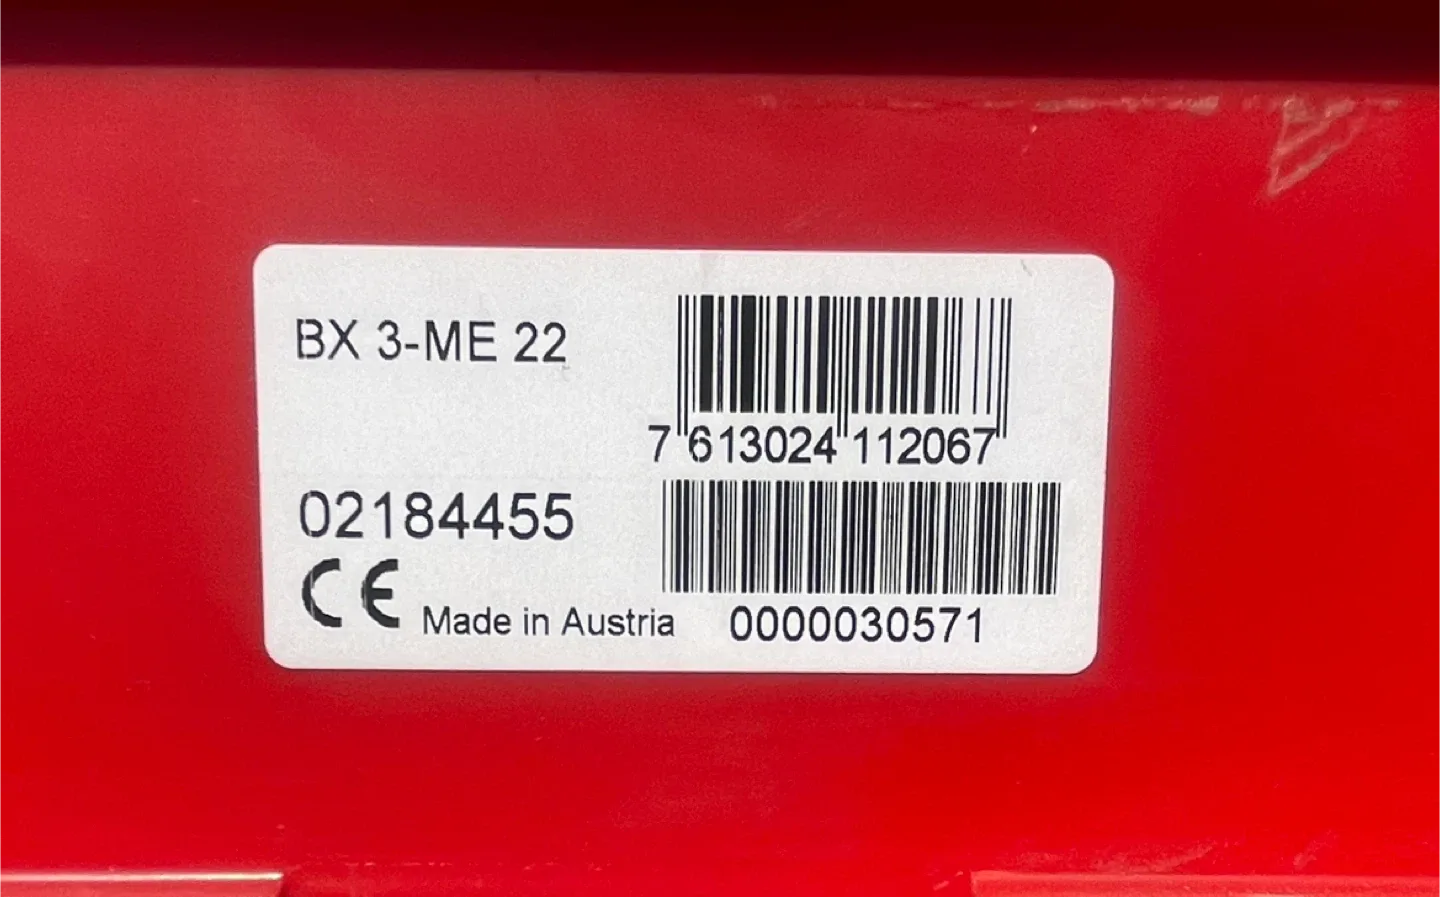 BX 3-ME 22
7 613024 112067
02184455
CE Made in Austria
0000030571